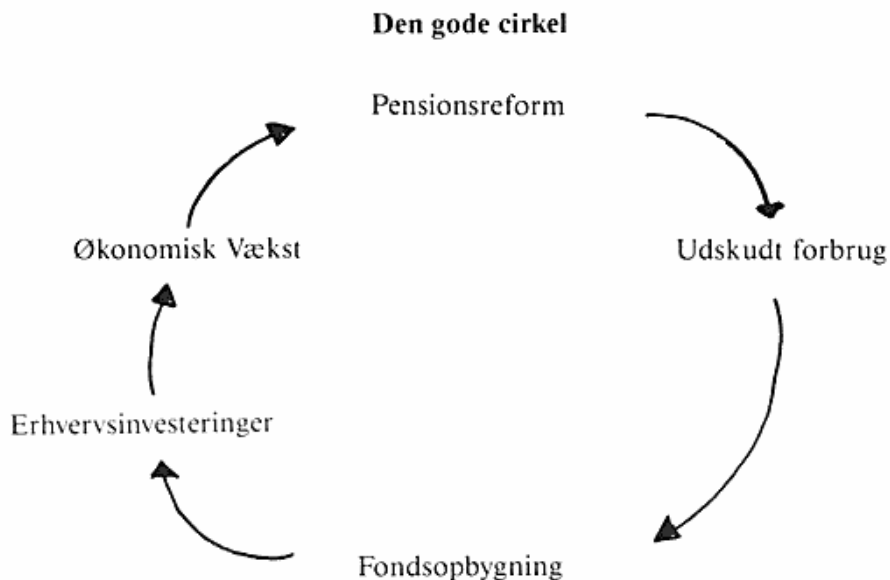 Den gode cirkel
Pensionsreform
Økonomisk Vækst
Udskudt forbrug
Erhvervsinvesteringer
Fondsopbygning